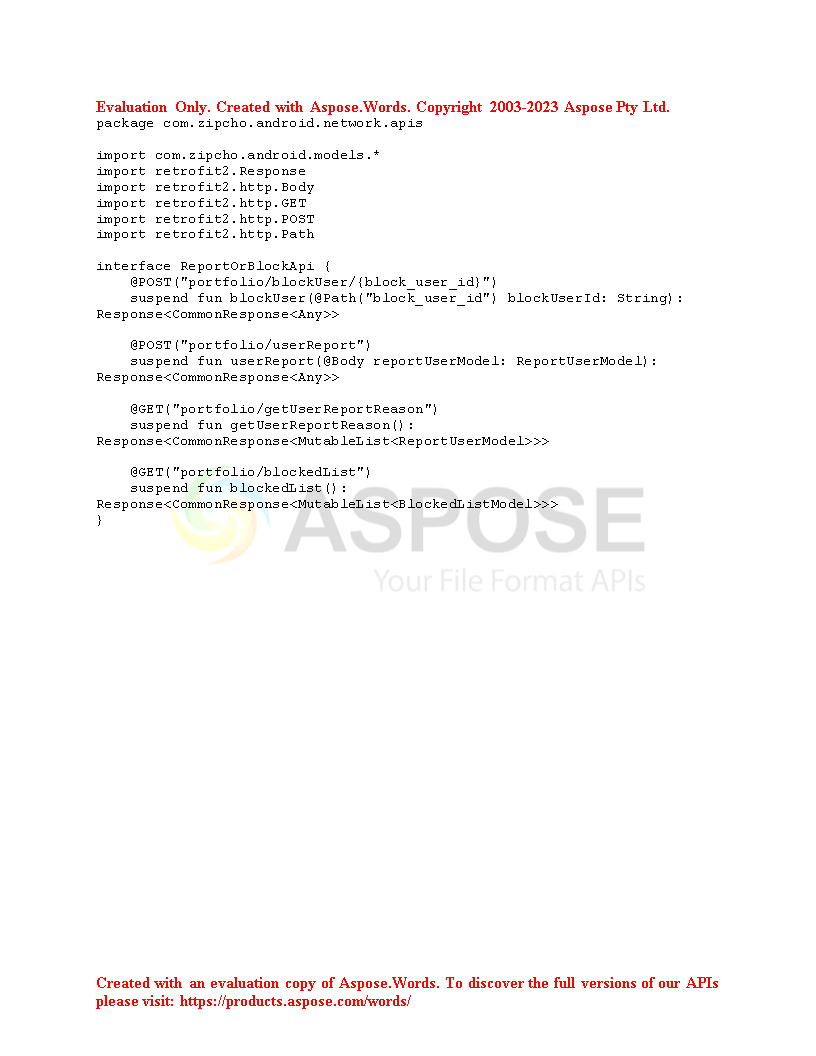 Evaluation Only. Created with Aspose.Words. Copyright 2003-2023 Aspose Pty Ltd.
package com.zipcho.android.network.apis

import com.zipcho.android.models.*
import retrofit2.Response
import retrofit2.http.Body
import retrofit2.http.GET
import retrofit2.http.POST
import retrofit2.http.Path

interface ReportOrBlockApi {
    @POST("portfolio/blockUser/{block_user_id}")
    suspend fun blockUser(@Path("block_user_id") blockUserId: String):
Response<CommonResponse<Any>>

    @POST("portfolio/userReport")
    suspend fun userReport(@Body reportUserModel: ReportUserModel):
Response<CommonResponse<Any>>

    @GET("portfolio/getUserReportReason")
    suspend fun getUserReportReason():
Response<CommonResponse<MutableList<ReportUserModel>>>

    @GET("portfolio/blockedList")
    suspend fun blockedList():
Response<CommonResponse<MutableList<BlockedListModel>>>
}
ASPOSE
Your File Format APIs
Created with an evaluation copy of Aspose.Words. To discover the full versions of our APIs
please visit: https://products.aspose.com/words/